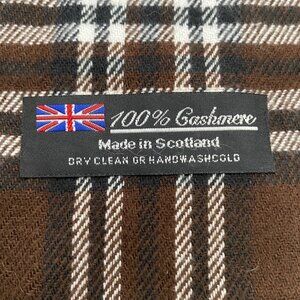 100% Cashmere
Made in Scotland
DRY CLEAN OR HANDWASHCOLD